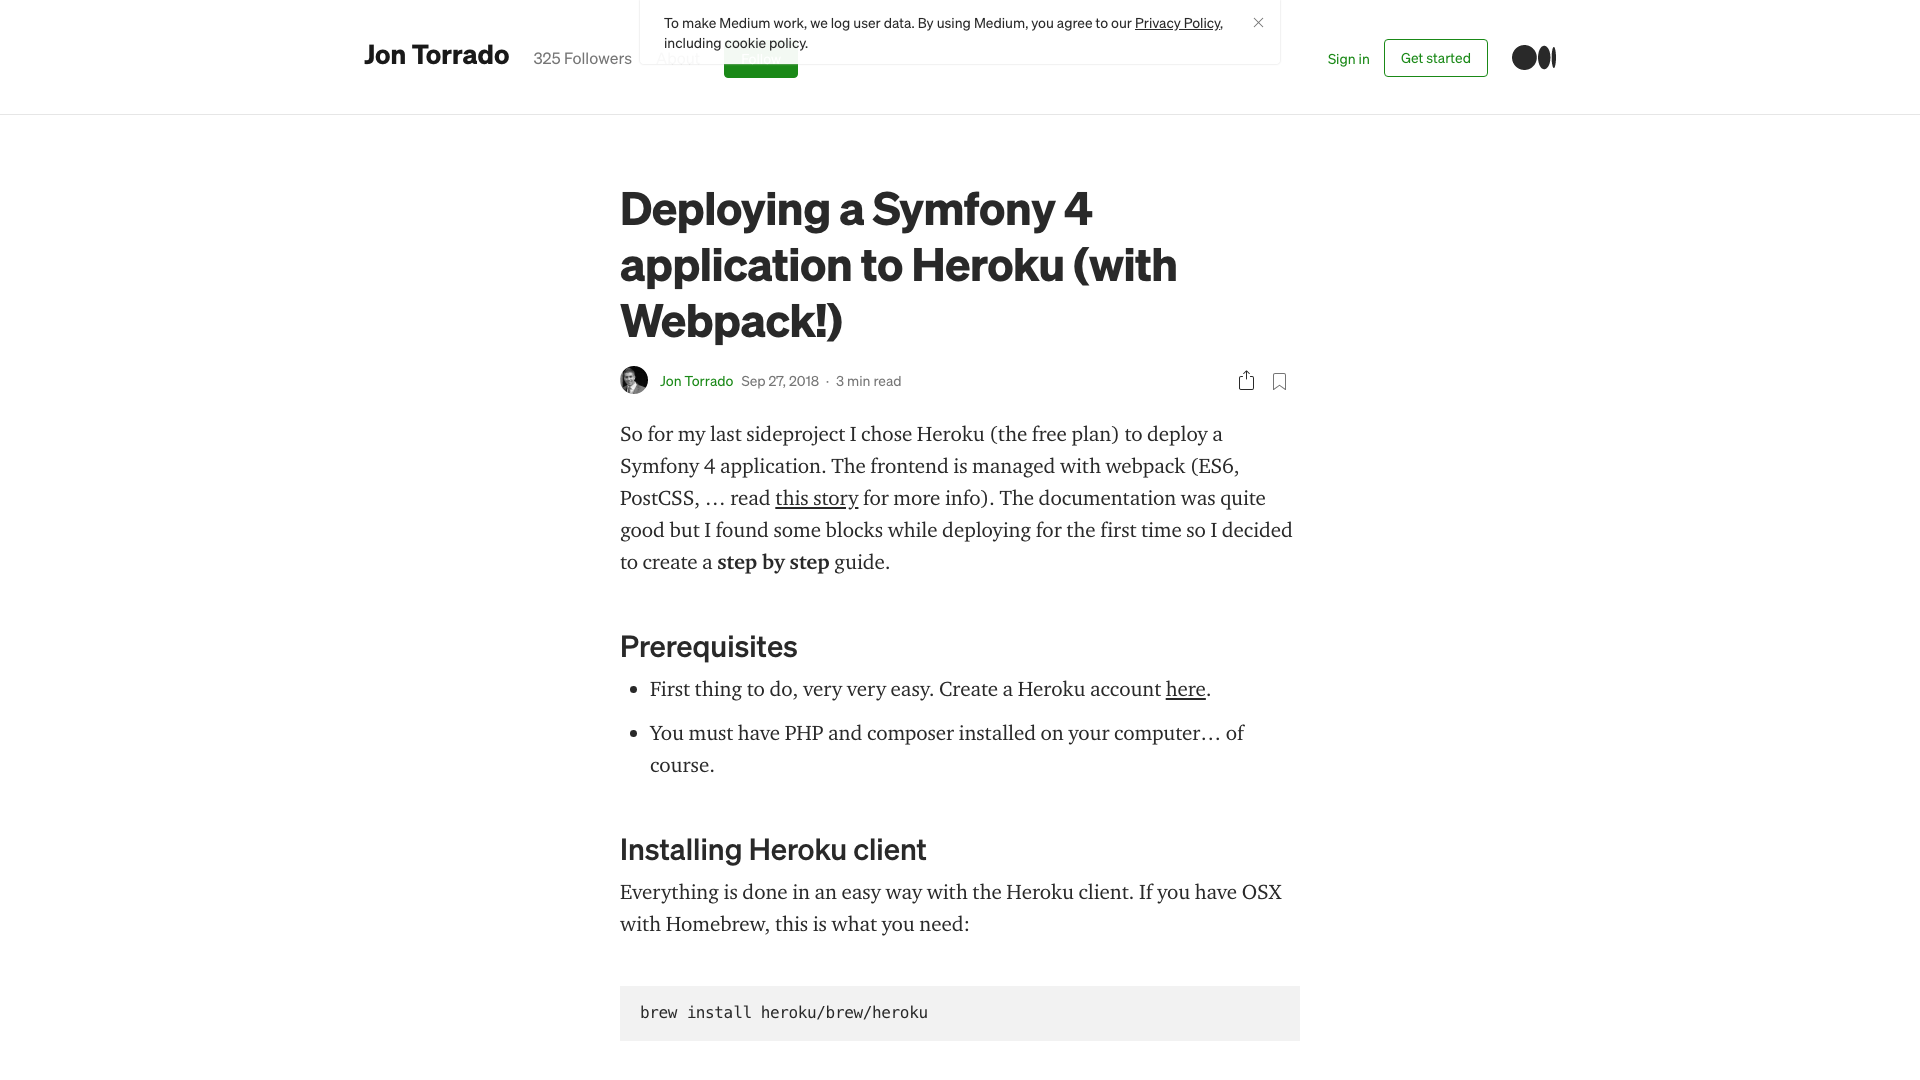 To make Medium work, we log user data. By using Medium, you agree to our Privacy Policy,
including cookie policy.
Jon Torrado
325 Followers
Sign in
Get started
Deploying a Symfony 4
application to Heroku (with
Webpack!)
Jon Torrado Sep 27, 2018 · 3 min read
So for my last sideproject I chose Heroku (the free plan) to deploy a
Symfony 4 application. The frontend is managed with webpack (ES6,
PostCSS, … read this story for more info). The documentation was quite
good but I found some blocks while deploying for the first time so I decided
to create a step by step guide.
Prerequisites
First thing to do, very very easy. Create a Heroku account here.
You must have PHP and composer installed on your computer… of
course.
Installing Heroku client
Everything is done in an easy way with the Heroku client. If you have OSX
with Homebrew, this is what you need:
brew install heroku/brew/heroku